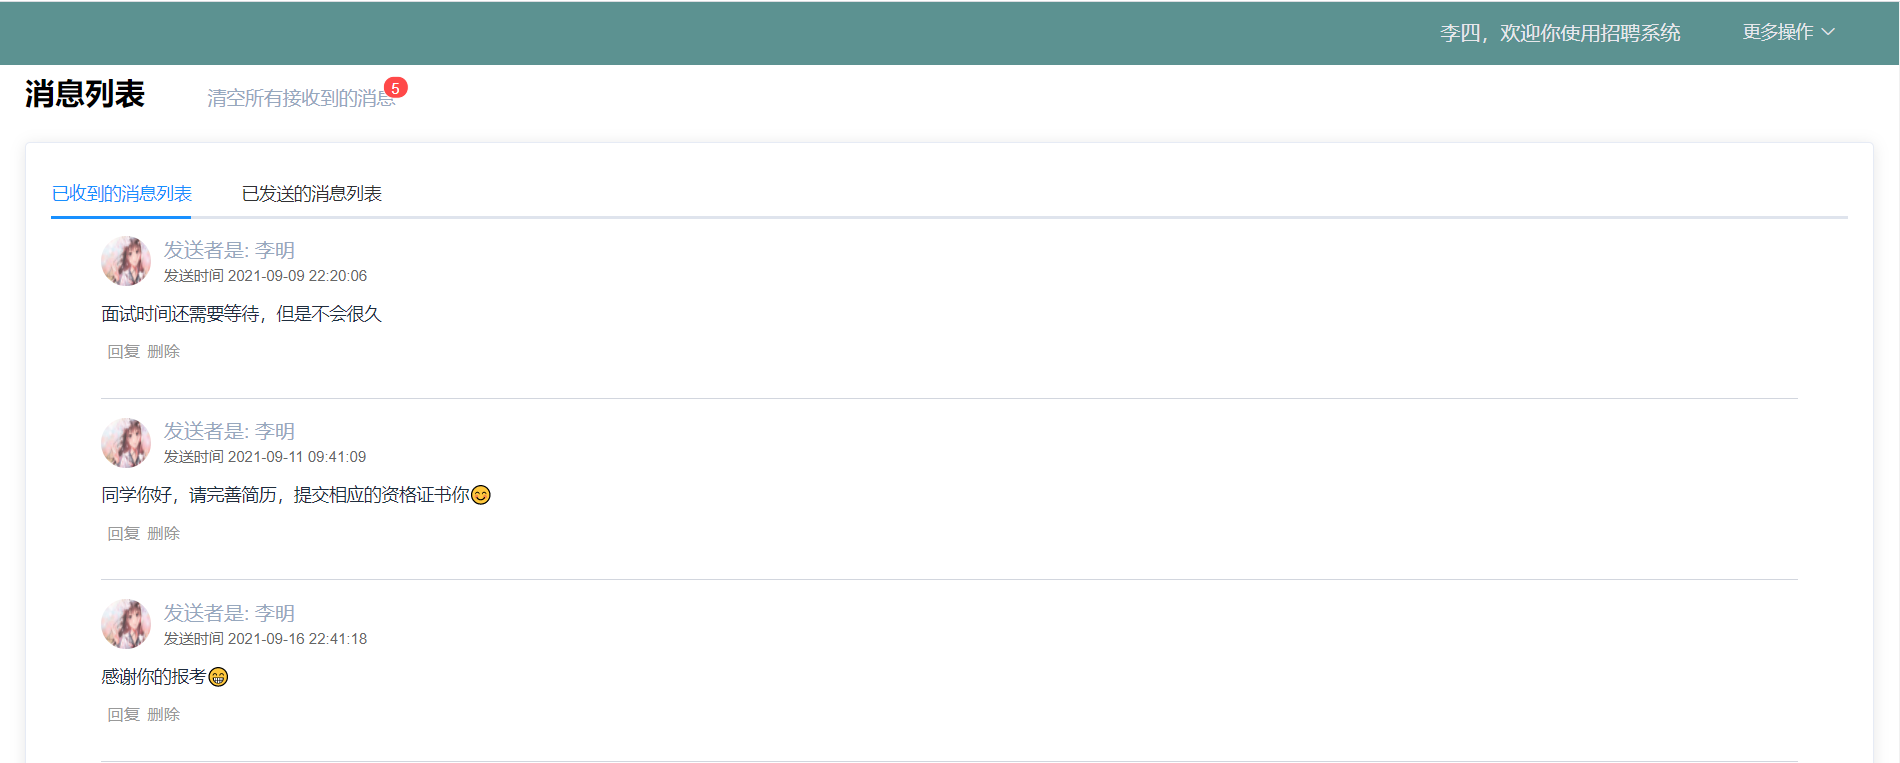 李四，欢迎你使用招聘系统 更多操作
消息列表 清空所有接收到的消息 5
已收到的消息列表 已发送的消息列表
发送者是: 李明
发送时间 2021-09-09 22:20:06
面试时间还需要等待，但是不会很久
回复 删除
发送者是: 李明
发送时间 2021-09-11 09:41:09
同学你好，请完善简历，提交相应的资格证书你😊
回复 删除
发送者是: 李明
发送时间 2021-09-16 22:41:18
感谢你的报考😁
回复 删除